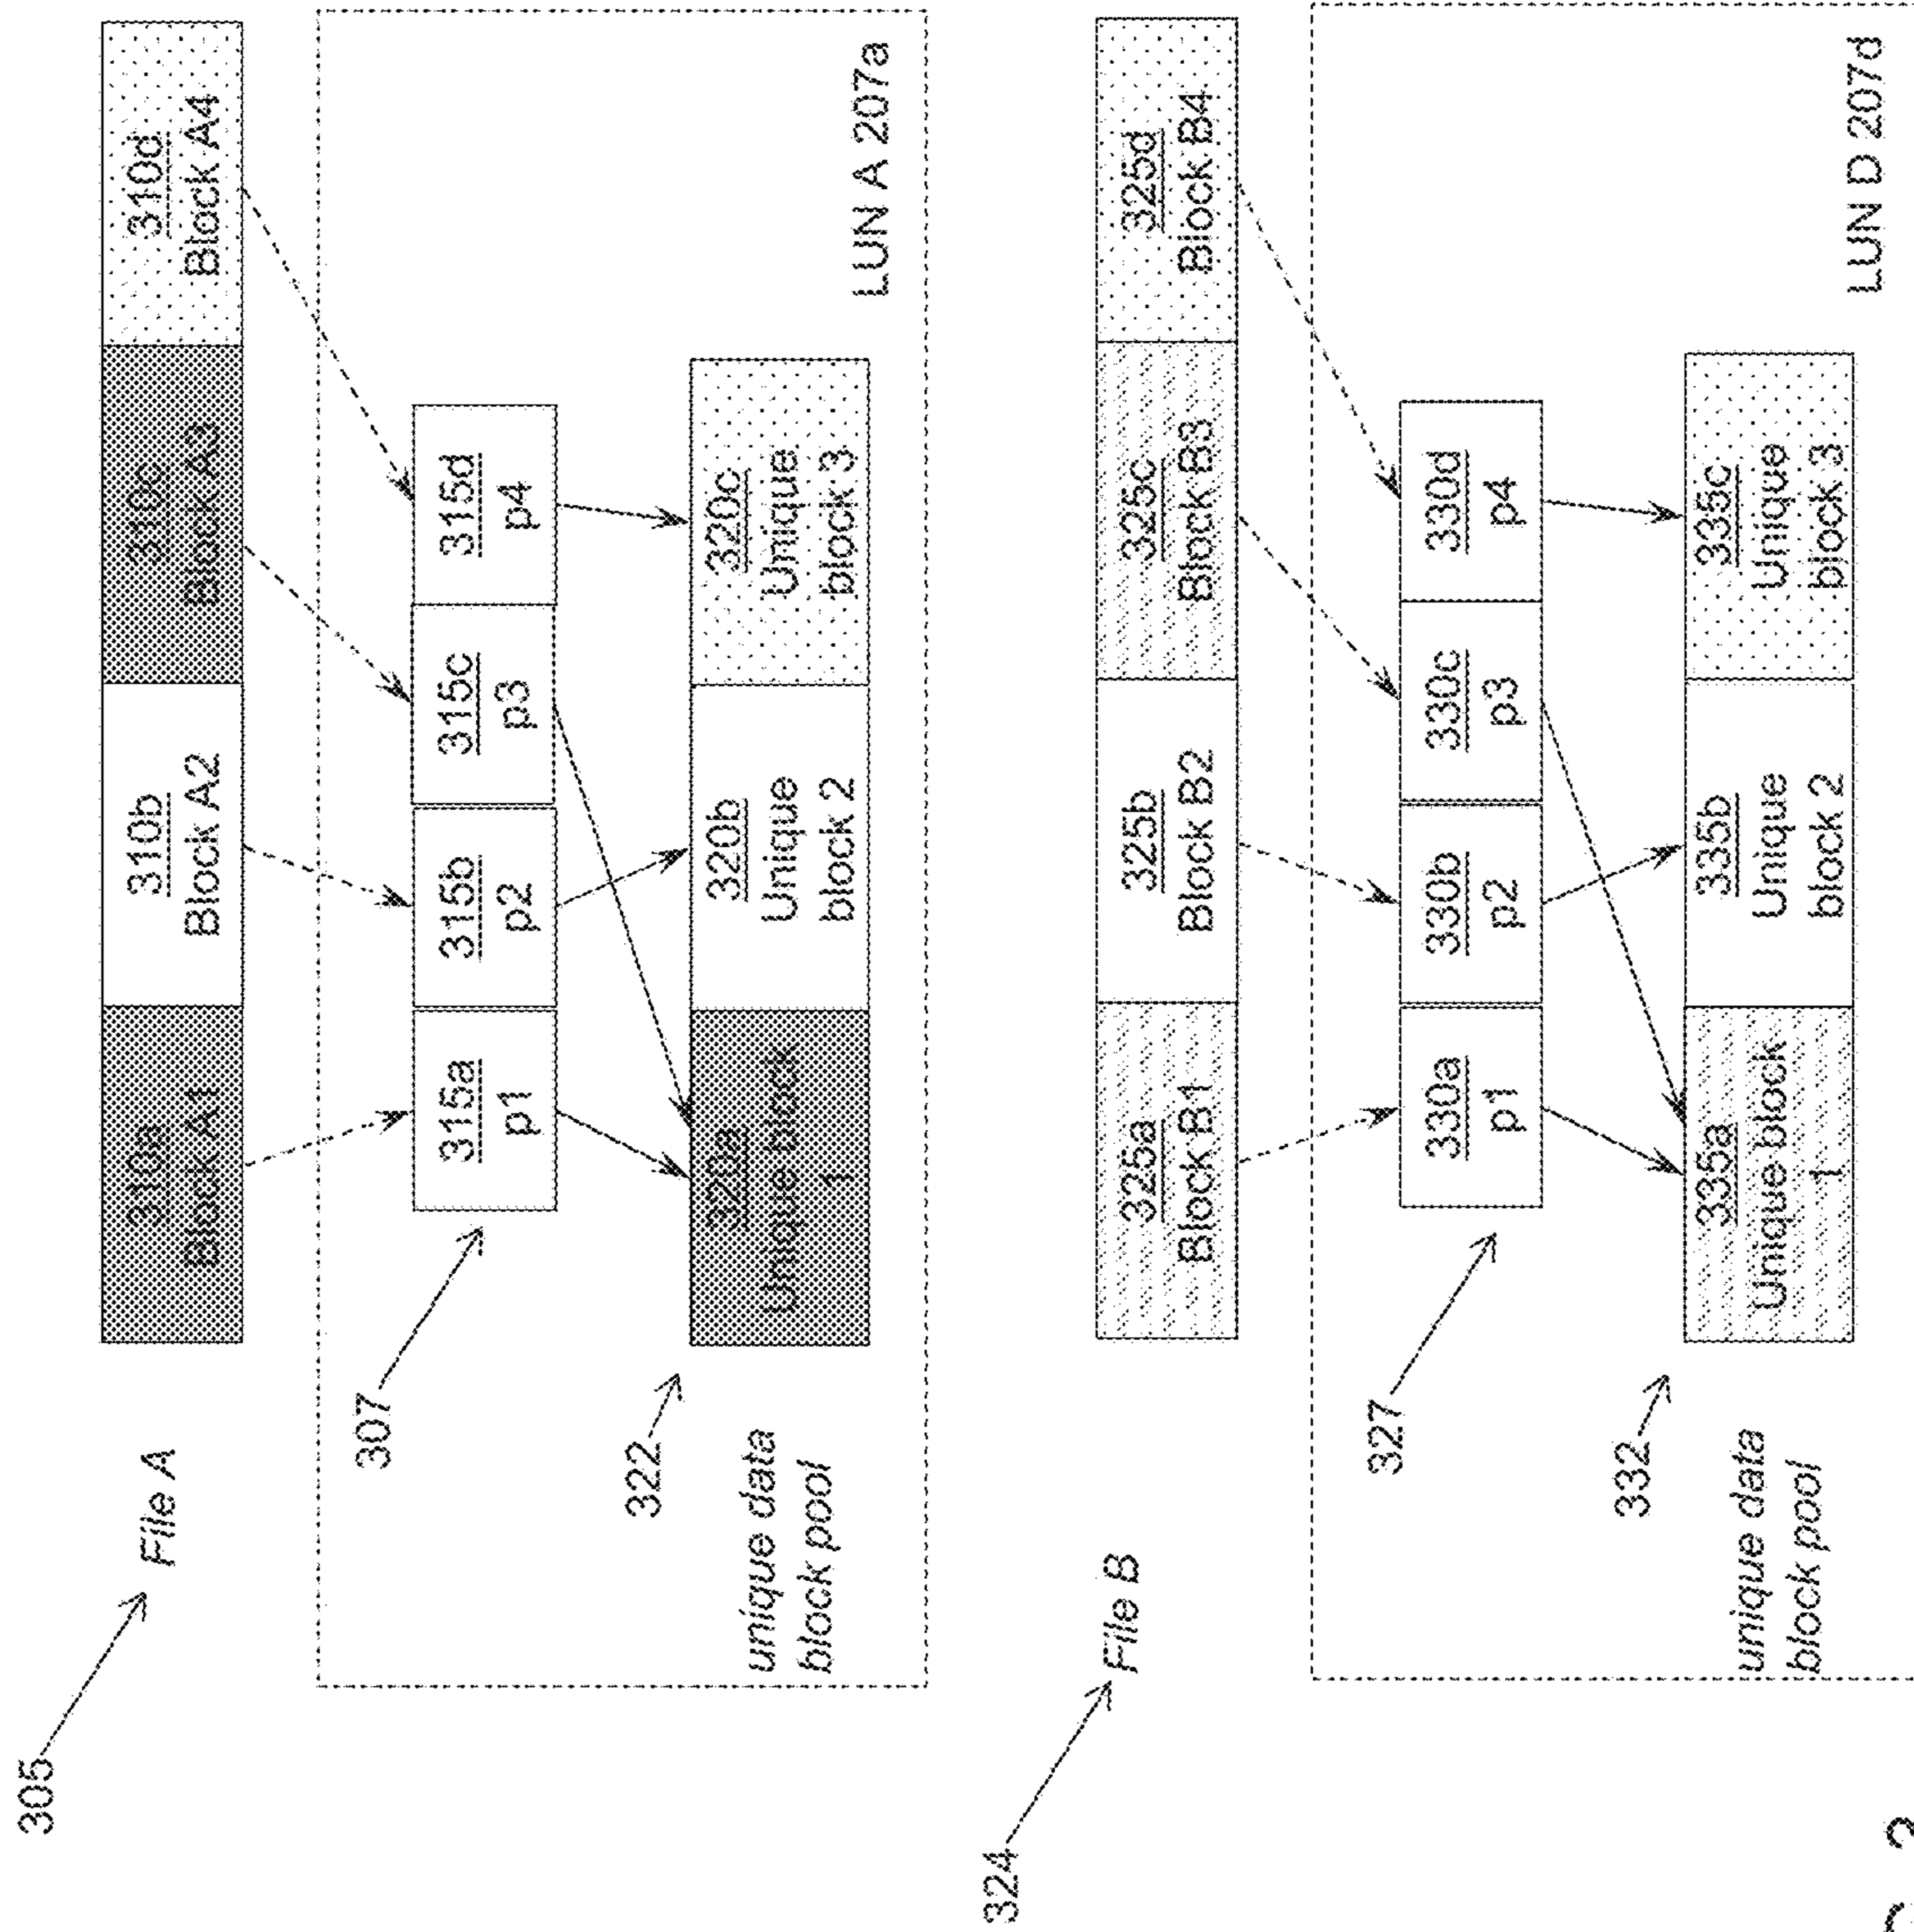 305
File A
310a
Block A1
310b
Block A2
310c
Block A3
310d
Block A4
307
315a
p1
315b
p2
315c
p3
315d
p4
322
unique data
block pool
320a
Unique block
1
320b
Unique
block 2
320c
Unique
block 3
LUN A 207a
324
File B
325a
Block B1
325b
Block B2
325c
Block B3
325d
Block B4
327
330a
p1
330b
p2
330c
p3
330d
p4
332
unique data
block pool
335a
Unique block
1
335b
Unique
block 2
335c
Unique
block 3
LUN D 207d